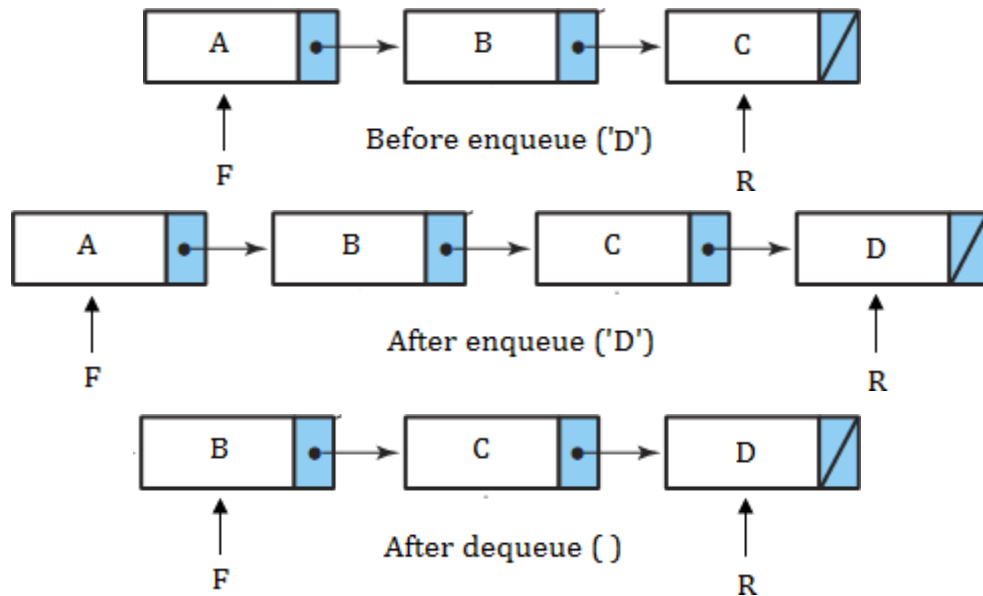 A B C
Before enqueue ('D')
F R
A B C D
After enqueue ('D')
F R
B C D
After dequeue ( )
F R